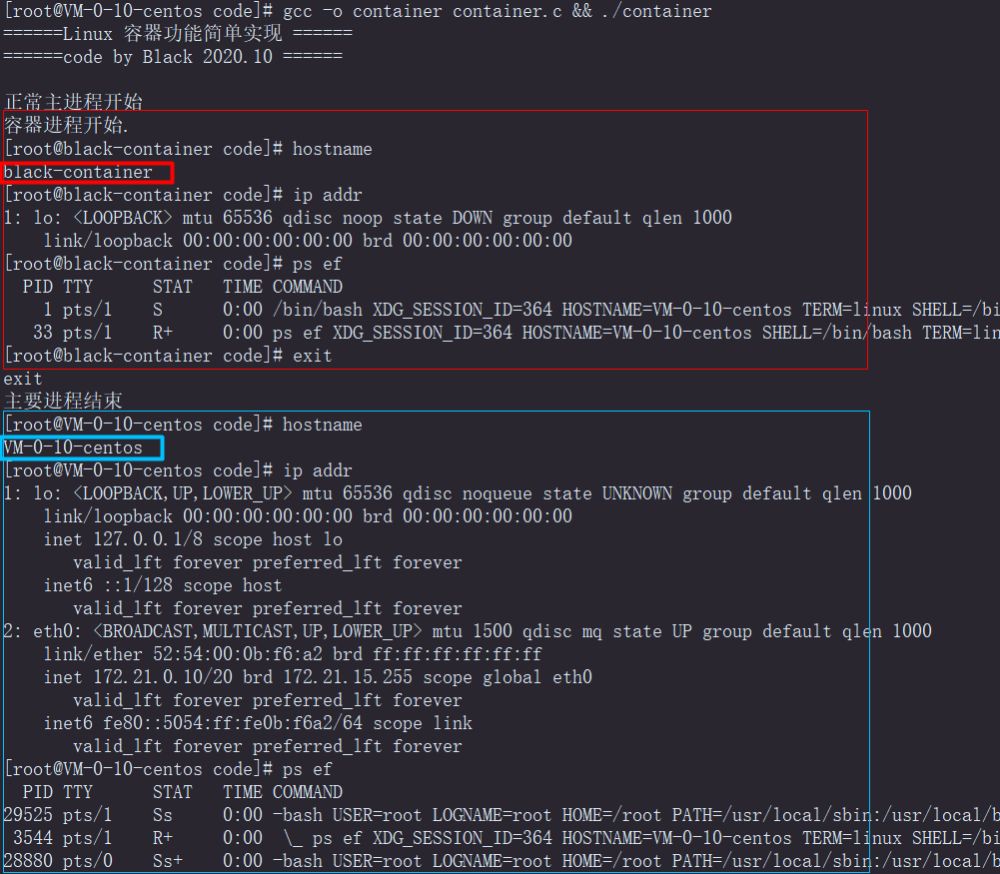 [root@VM-0-10-centos code]# gcc -o container container.c && ./container
======Linux 容器功能简单实现 ======
======code by Black 2020.10 ======
正常主进程开始
容器进程开始.
[root@black-container code]# hostname
black-container
[root@black-container code]# ip addr
1: lo: <LOOPBACK> mtu 65536 qdisc noop state DOWN group default qlen 1000
    link/loopback 00:00:00:00:00:00 brd 00:00:00:00:00:00
[root@black-container code]# ps ef
  PID TTY      STAT   TIME COMMAND
    1 pts/1    S      0:00 /bin/bash XDG_SESSION_ID=364 HOSTNAME=VM-0-10-centos TERM=linux SHELL=/bi
   33 pts/1    R+     0:00 ps ef XDG_SESSION_ID=364 HOSTNAME=VM-0-10-centos SHELL=/bin/bash TERM=lin
[root@black-container code]# exit
exit
主要进程结束
[root@VM-0-10-centos code]# hostname
VM-0-10-centos
[root@VM-0-10-centos code]# ip addr
1: lo: <LOOPBACK,UP,LOWER_UP> mtu 65536 qdisc noqueue state UNKNOWN group default qlen 1000
    link/loopback 00:00:00:00:00:00 brd 00:00:00:00:00:00
    inet 127.0.0.1/8 scope host lo
       valid_lft forever preferred_lft forever
    inet6 ::1/128 scope host
       valid_lft forever preferred_lft forever
2: eth0: <BROADCAST,MULTICAST,UP,LOWER_UP> mtu 1500 qdisc mq state UP group default qlen 1000
    link/ether 52:54:00:0b:f6:a2 brd ff:ff:ff:ff:ff:ff
    inet 172.21.0.10/20 brd 172.21.15.255 scope global eth0
       valid_lft forever preferred_lft forever
    inet6 fe80::5054:ff:fe0b:f6a2/64 scope link
       valid_lft forever preferred_lft forever
[root@VM-0-10-centos code]# ps ef
  PID TTY      STAT   TIME COMMAND
29525 pts/1    Ss     0:00 -bash USER=root LOGNAME=root HOME=/root PATH=/usr/local/sbin:/usr/local/b
 3544 pts/1    R+     0:00  \_ ps ef XDG_SESSION_ID=364 HOSTNAME=VM-0-10-centos TERM=linux SHELL=/bi
28880 pts/0    Ss+    0:00 -bash USER=root LOGNAME=root HOME=/root PATH=/usr/local/sbin:/usr/local/b